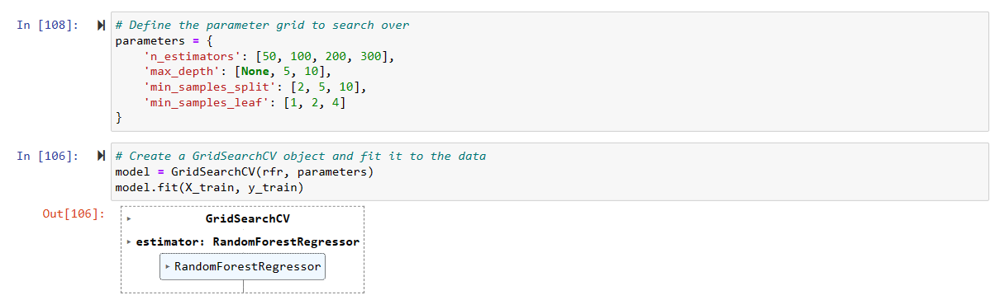 In [108]:
# Define the parameter grid to search over
parameters = {
    'n_estimators': [50, 100, 200, 300],
    'max_depth': [None, 5, 10],
    'min_samples_split': [2, 5, 10],
    'min_samples_leaf': [1, 2, 4]
}
In [106]:
# Create a GridSearchCV object and fit it to the data
model = GridSearchCV(rfr, parameters)
model.fit(X_train, y_train)
Out[106]:
GridSearchCV
estimator: RandomForestRegressor
RandomForestRegressor